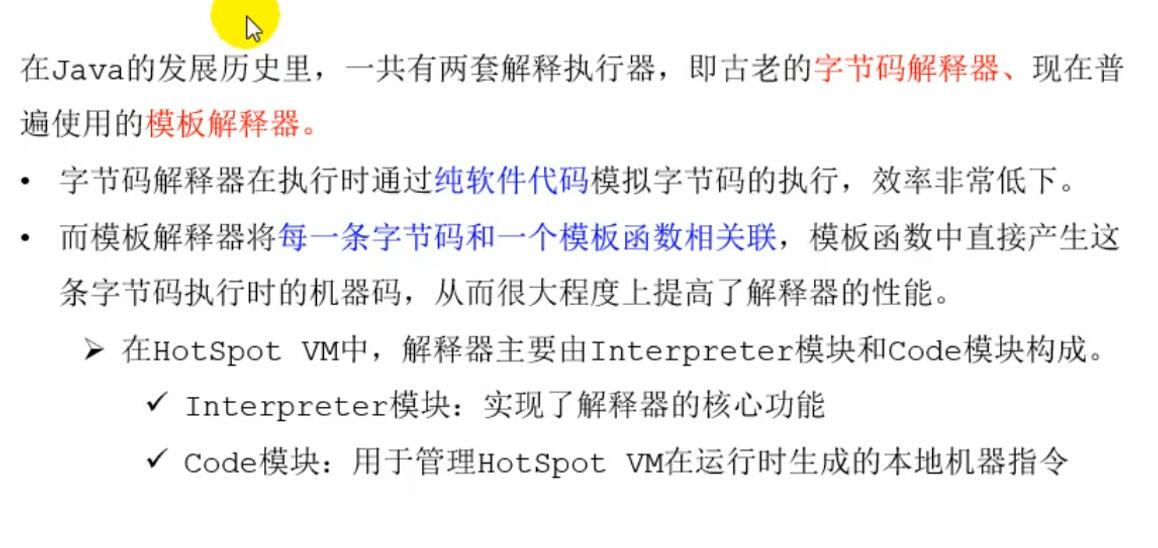 在Java的发展历史里，一共有两套解释执行器，即古老的字节码解释器、现在普
遍使用的模板解释器。
• 字节码解释器在执行时通过纯软件代码模拟字节码的执行，效率非常低下。
• 而模板解释器将每一条字节码和一个模板函数相关联，模板函数中直接产生这
条字节码执行时的机器码，从而很大程度上提高了解释器的性能。
➢ 在HotSpot VM中，解释器主要由Interpreter模块和Code模块构成。
✓ Interpreter模块：实现了解释器的核心功能
✓ Code模块：用于管理HotSpot VM在运行时生成的本地机器指令